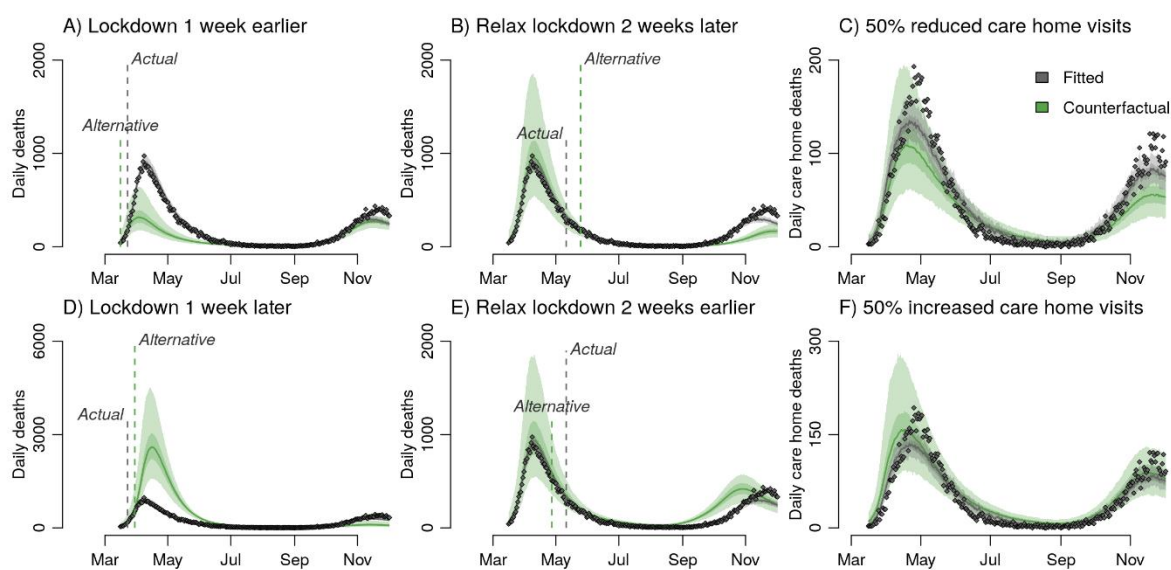 A) Lockdown 1 week earlier
Daily deaths
2000
1000
0
Actual
Alternative
Mar May Jul Sep Nov
B) Relax lockdown 2 weeks later
Daily deaths
2000
1000
0
Alternative
Actual
Mar May Jul Sep Nov
C) 50% reduced care home visits
Daily care home deaths
200
100
0
Fitted
Counterfactual
Mar May Jul Sep Nov
D) Lockdown 1 week later
Daily deaths
6000
3000
0
Alternative
Actual
Mar May Jul Sep Nov
E) Relax lockdown 2 weeks earlier
Daily deaths
2000
1000
0
Actual
Alternative
Mar May Jul Sep Nov
F) 50% increased care home visits
Daily care home deaths
300
150
0
Mar May Jul Sep Nov